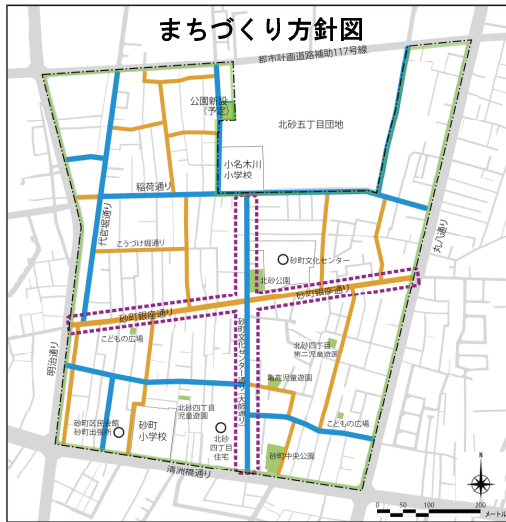 まちづくり方針図
都市計画道路補助117号線
公園新設
(予定)
北砂五丁目団地
小名木川
小学校
稲荷通り
代官堀通り
こうづけ堀通り
砂町文化センター
北砂公園
丸八通り
砂町銀座通り
砂町銀座通り
こどもの広場
明治通り
砂町文化センター通り(大師通り)
北砂四丁目
第二児童遊園
亀高児童遊園
北砂四丁目
児童遊園
こどもの広場
砂町区民会館
砂町出張所
砂町
小学校
北砂
四丁目
住宅
砂町中央公園
清洲橋通り
N
0 50 100 200
メートル